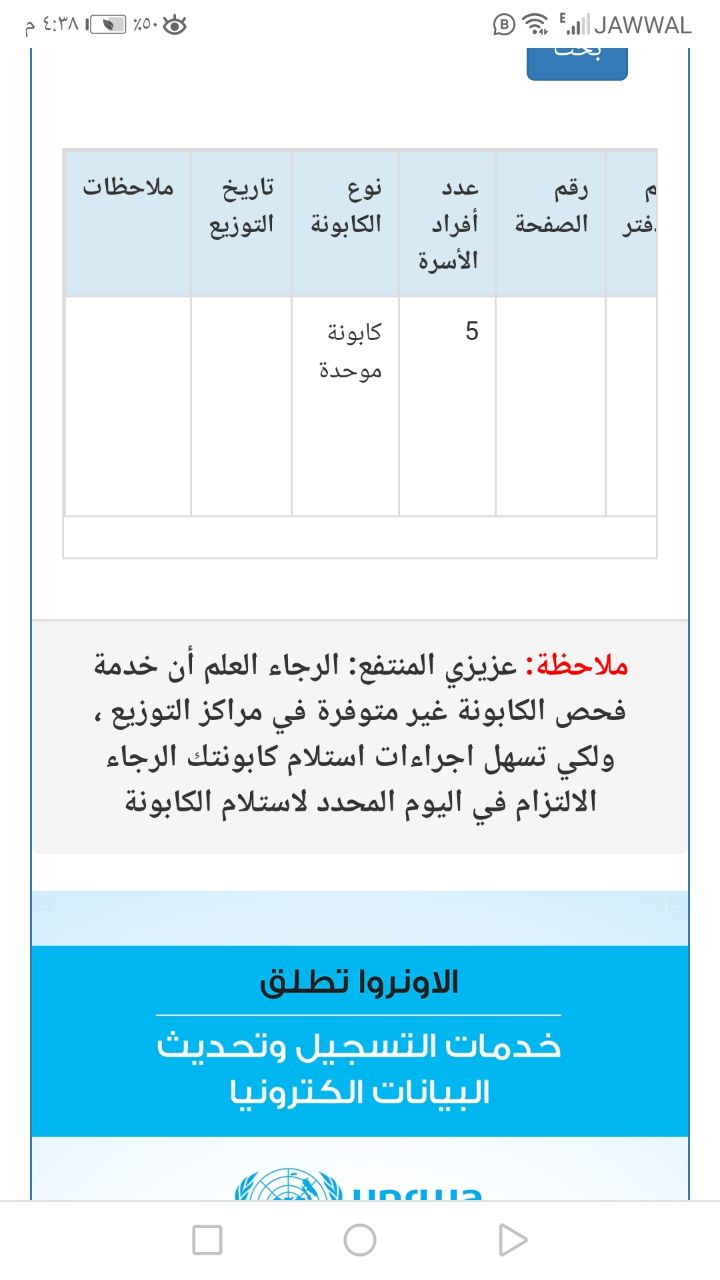 ٤:٣٨ م ٪٥٠ JAWWAL
بحث
رقم الصفحة
عدد أفراد الأسرة
نوع الكابونة
تاريخ التوزيع
ملاحظات
5
كابونة موحدة
ملاحظة: عزيزي المنتفع: الرجاء العلم أن خدمة
فحص الكابونة غير متوفرة في مراكز التوزيع ،
ولكي تسهل اجراءات استلام كابونتك الرجاء
الالتزام في اليوم المحدد لاستلام الكابونة
الاونروا تطلق
خدمات التسجيل وتحديث
البيانات الكترونيا
unrwa